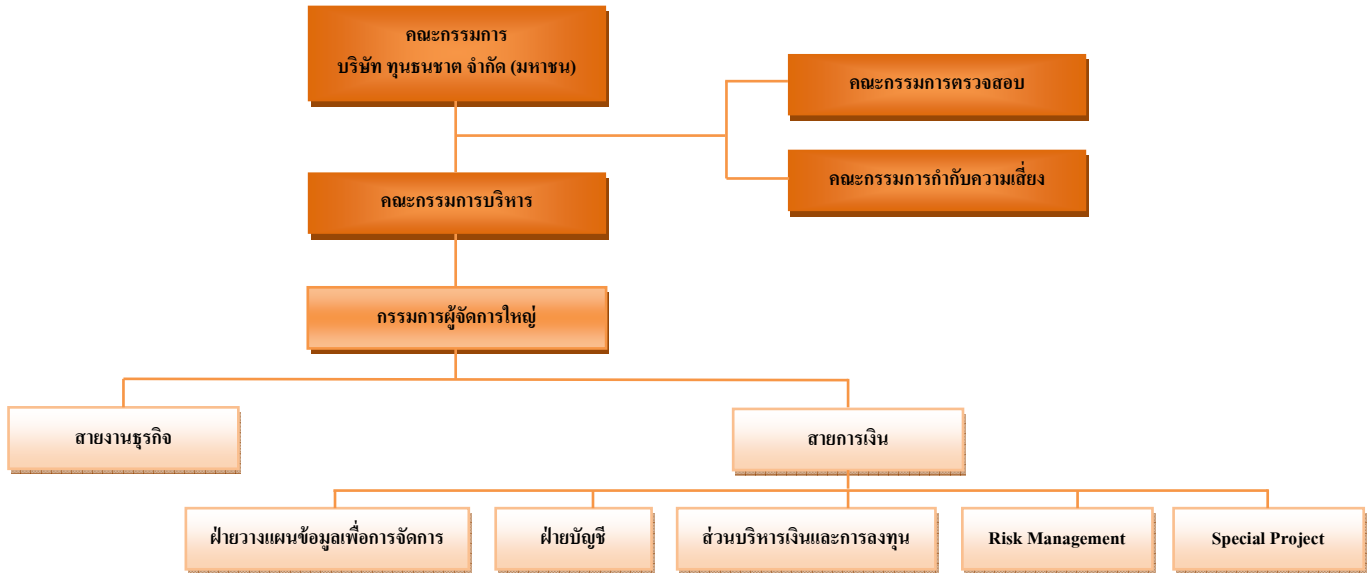 คณะกรรมการ
บริษัท ทุนธนชาต จำกัด (มหาชน)
คณะกรรมการตรวจสอบ
คณะกรรมการกำกับความเสี่ยง
คณะกรรมการบริหาร
กรรมการผู้จัดการใหญ่
สายงานธุรกิจ
สายการเงิน
ฝ่ายวางแผนข้อมูลเพื่อการจัดการ
ฝ่ายบัญชี
ส่วนบริหารเงินและการลงทุน
Risk Management
Special Project